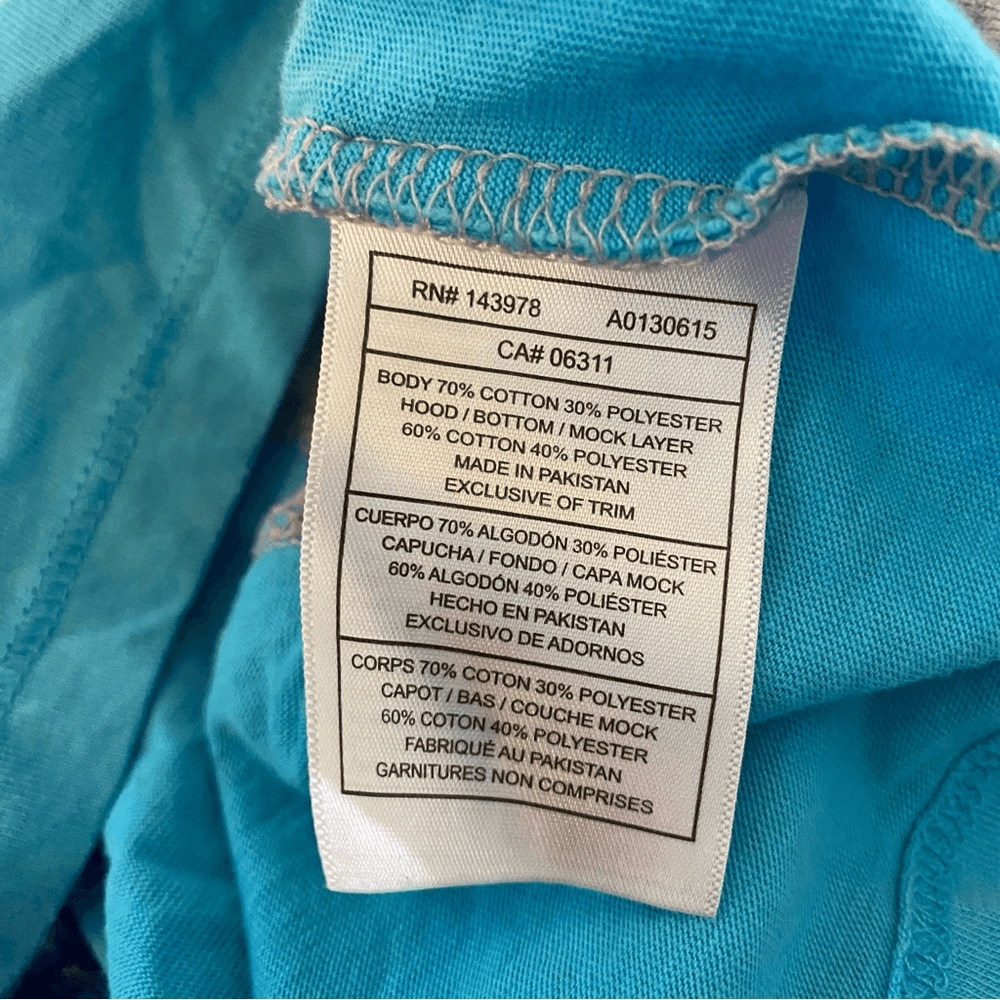 RN# 143978 A0130615
CA# 06311
BODY 70% COTTON 30% POLYESTER
HOOD / BOTTOM / MOCK LAYER
60% COTTON 40% POLYESTER
MADE IN PAKISTAN
EXCLUSIVE OF TRIM
CUERPO 70% ALGODÓN 30% POLIÉSTER
CAPUCHA / FONDO / CAPA MOCK
60% ALGODÓN 40% POLIÉSTER
HECHO EN PAKISTAN
EXCLUSIVO DE ADORNOS
CORPS 70% COTON 30% POLYESTER
CAPOT / BAS / COUCHE MOCK
60% COTON 40% POLYESTER
FABRIQUÉ AU PAKISTAN
GARNITURES NON COMPRISES